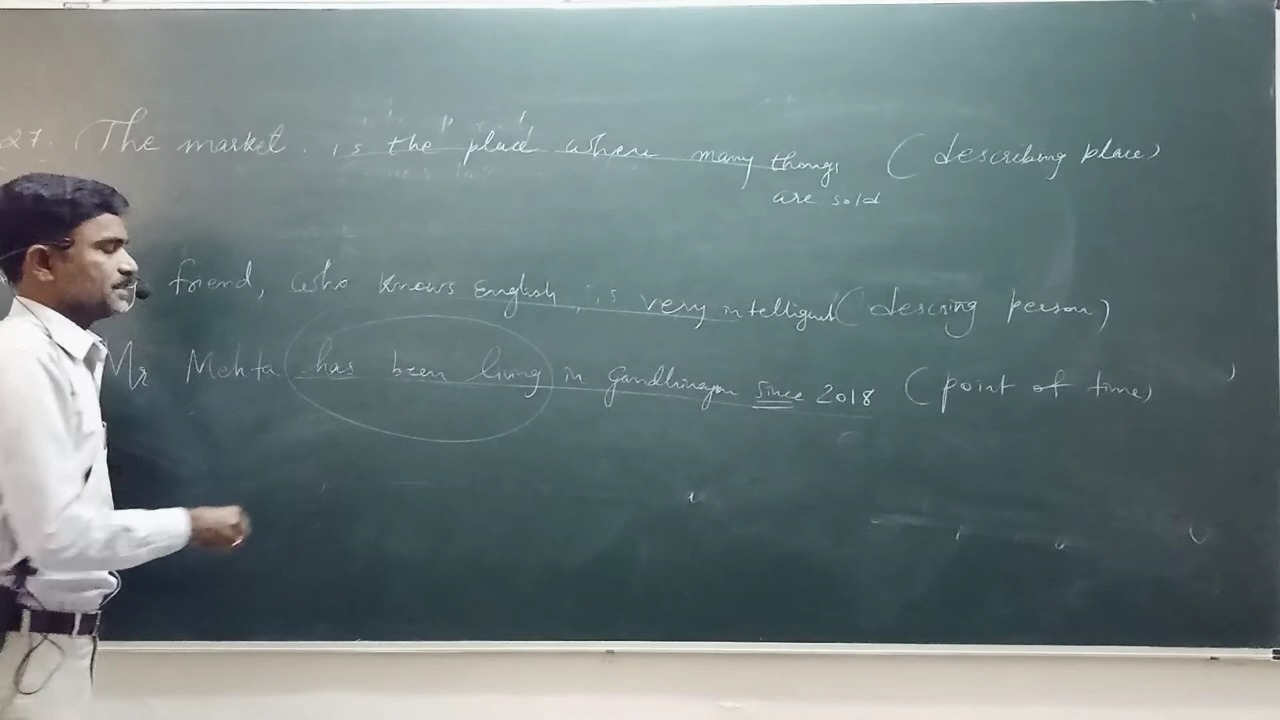 27. The market is the place where many things (describing place)
are sold
friend, who knows English, is very intelligent (descring person)
Mr Mehta has been living in Gandhinagar since 2018 (point of time)